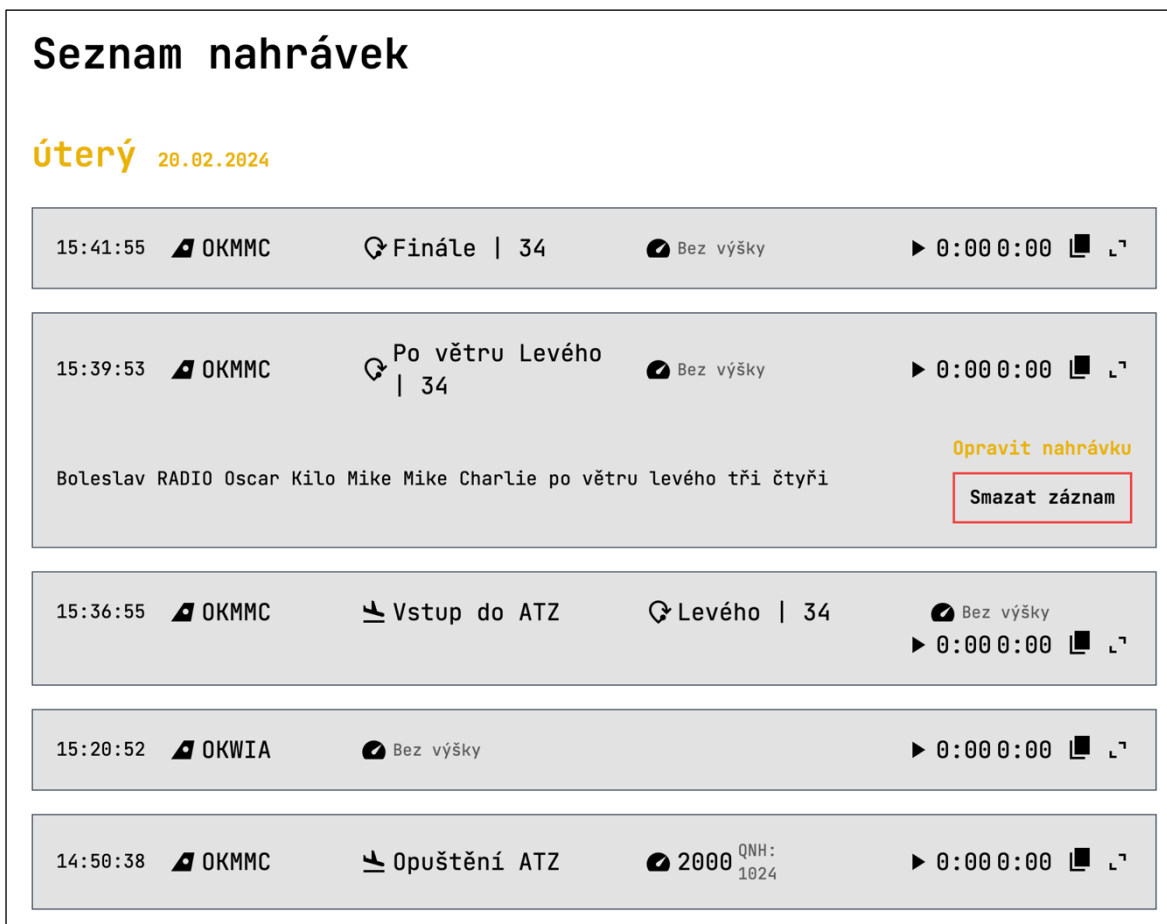 Seznam nahrávek
úterý 20.02.2024
15:41:55 OKMMC Finále | 34 Bez výšky 0:00 0:00
15:39:53 OKMMC Po větru Levého | 34 Bez výšky 0:00 0:00
Opravit nahrávku
Boleslav RADIO Oscar Kilo Mike Mike Charlie po větru levého tři čtyři
Smazat záznam
15:36:55 OKMMC Vstup do ATZ Levého | 34 Bez výšky
0:00 0:00
15:20:52 OKWIA Bez výšky 0:00 0:00
14:50:38 OKMMC Opuštění ATZ 2000 QNH: 1024 0:00 0:00